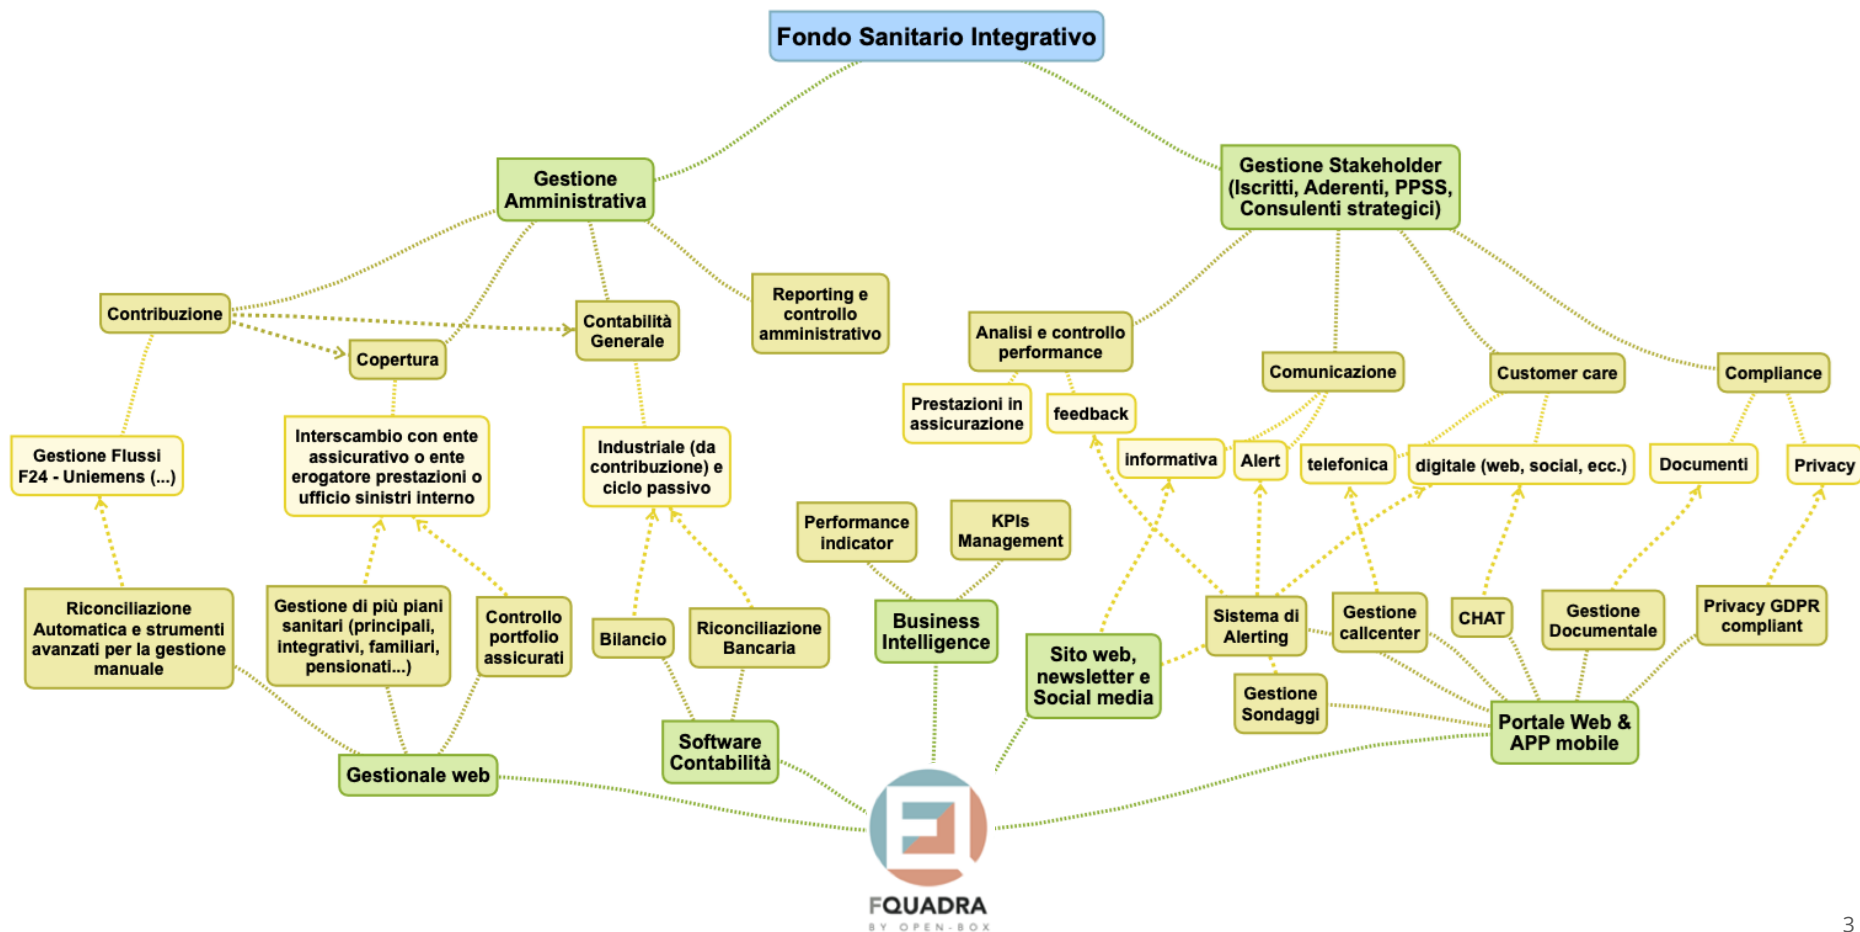 Fondo Sanitario Integrativo
Gestione
Amministrativa
Gestione Stakeholder
(Iscritti, Aderenti, PPSS,
Consulenti strategici)
Contribuzione
Copertura
Contabilità
Generale
Reporting e
controllo
amministrativo
Analisi e controllo
performance
Comunicazione
Customer care
Compliance
Gestione Flussi
F24 - Uniemens (...)
Interscambio con ente
assicurativo o ente
erogatore prestazioni o
ufficio sinistri interno
Industriale (da
contribuzione) e
ciclo passivo
Prestazioni in
assicurazione
feedback
informativa
Alert
telefonica
digitale (web, social, ecc.)
Documenti
Privacy
Performance
indicator
KPIs
Management
Riconciliazione
Automatica e strumenti
avanzati per la gestione
manuale
Gestione di più piani
sanitari (principali,
integrativi, familiari,
pensionati...)
Controllo
portfolio
assicurati
Bilancio
Riconciliazione
Bancaria
Business
Intelligence
Sito web,
newsletter e
Social media
Sistema di
Alerting
Gestione
callcenter
CHAT
Gestione
Documentale
Privacy GDPR
compliant
Gestione
Sondaggi
Gestionale web
Software
Contabilità
Portale Web &
APP mobile
FQUADRA
BY OPEN-BOX
3